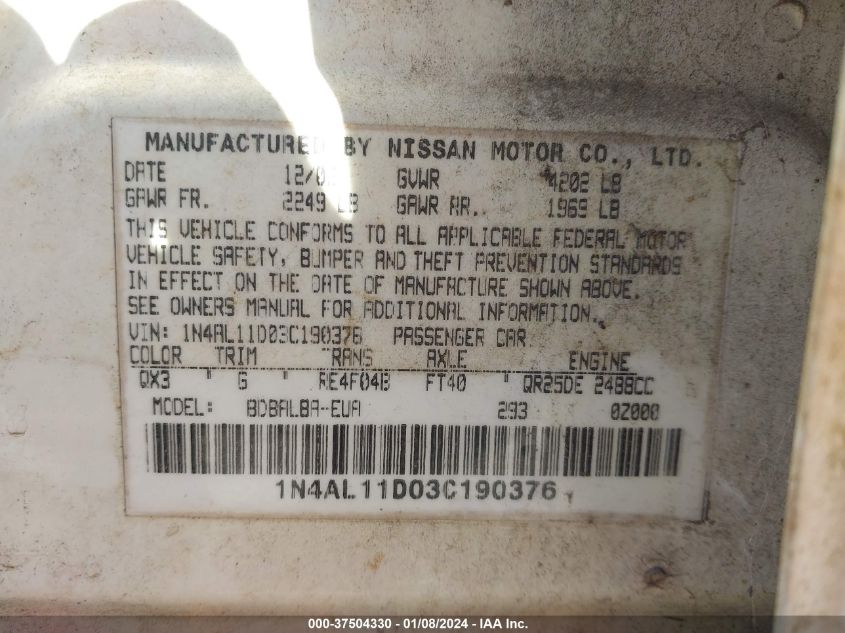 MANUFACTURED BY NISSAN MOTOR CO., LTD.
DATE 12/0 GVWR 4202 LB
GAWR FR. 2249 LB GAWR RR. 1969 LB
THIS VEHICLE CONFORMS TO ALL APPLICABLE FEDERAL MOTOR
VEHICLE SAFETY, BUMPER AND THEFT PREVENTION STANDARDS
IN EFFECT ON THE DATE OF MANUFACTURE SHOWN ABOVE.
SEE OWNERS MANUAL FOR ADDITIONAL INFORMATION.
VIN: 1N4AL11D03C190376 PASSENGER CAR
COLOR TRIM TRANS AXLE ENGINE
QX3 " G " RE4F04B FT40 " QR25DE 2488CC
MODEL: BDBALBA-EUA 293 0Z000
1N4AL11D03C190376
000-37504330 - 01/08/2024 - IAA Inc.